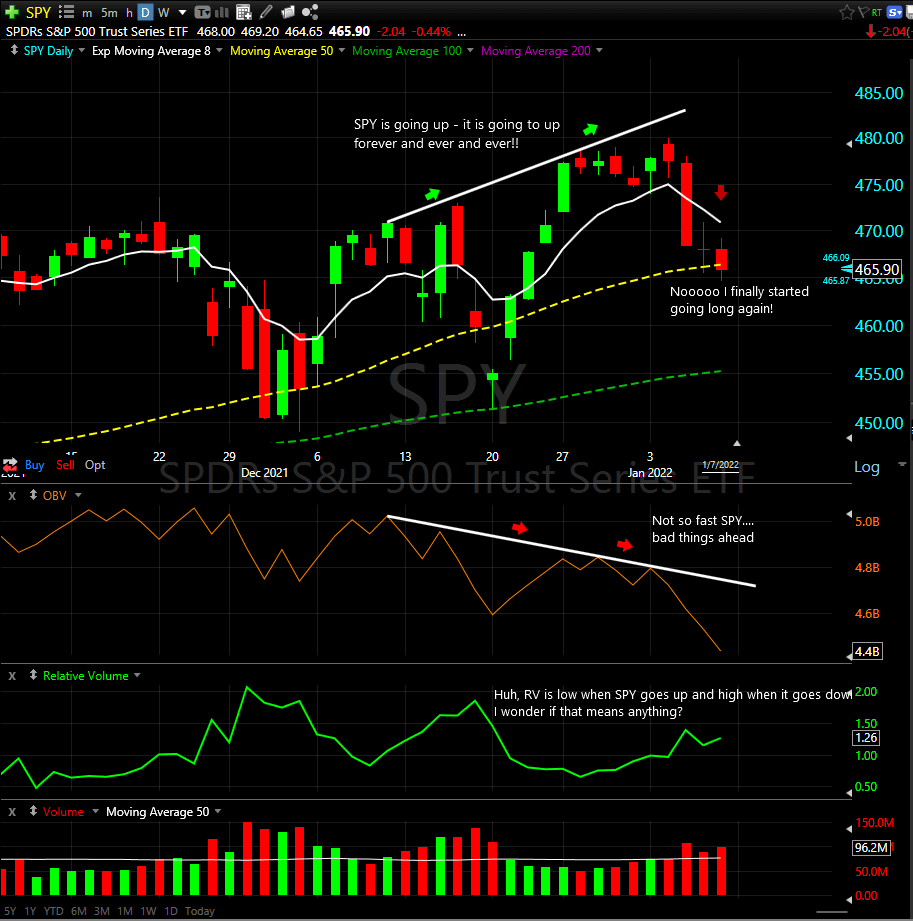 SPY m 5m h D W T RT S
SPDRs S&P 500 Trust Series ETF 468.00 469.20 464.65 465.90 -2.04 -0.44% ... -2.04(
SPY Daily Exp Moving Average 8 Moving Average 50 Moving Average 100 Moving Average 200
485.00
SPY is going up - it is going to up
forever and ever and ever!!
480.00
475.00
470.00
466.09
465.90
465.00
465.87
Nooooo I finally started
going long again!
460.00
455.00
SPY
450.00
15 22 29 6 13 20 27 3
2021 Dec 2021 Jan 2022 1/7/2022
Buy Sell Opt
Log
SPDRs S&P 500 Trust Series ETF
x OBV
Not so fast SPY....
bad things ahead
5.0B
4.8B
4.6B
4.4B
x Relative Volume
Huh, RV is low when SPY goes up and high when it goes down
I wonder if that means anything?
2.00
1.50
1.26
1.00
0.50
x Volume Moving Average 50
150.0M
96.2M
50.0M
0.00
5Y 1Y YTD 6M 3M 1M 1W 1D Today